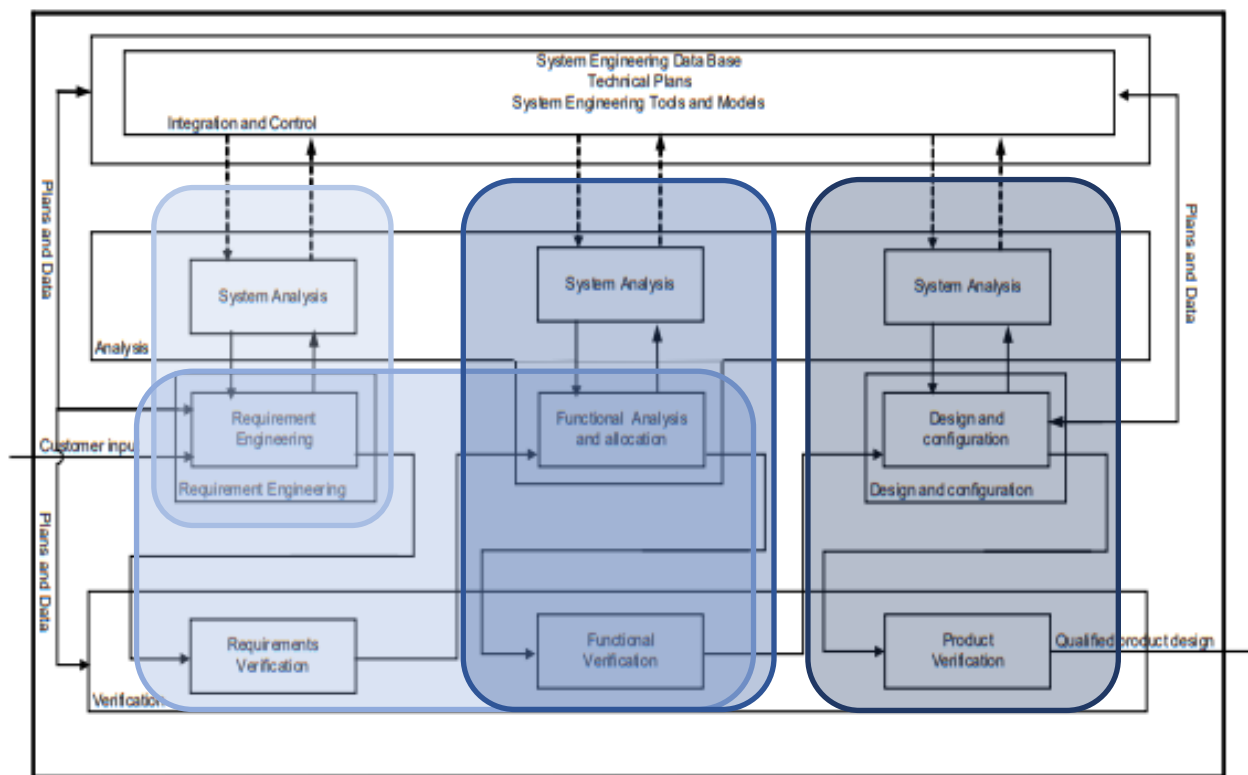 System Engineering Data Base
Technical Plans
System Engineering Tools and Models
Integration and Control
Plans and Data
Plans and Data
System Analysis
System Analysis
System Analysis
Analysis
Requirement
Engineering
Functional Analysis
and allocation
Design and
configuration
Customer inpu
Requirement Engineering
Design and configuration
Plans and Data
Requirements
Verification
Functional
Verification
Product
Verification
Qualified product design
Verification